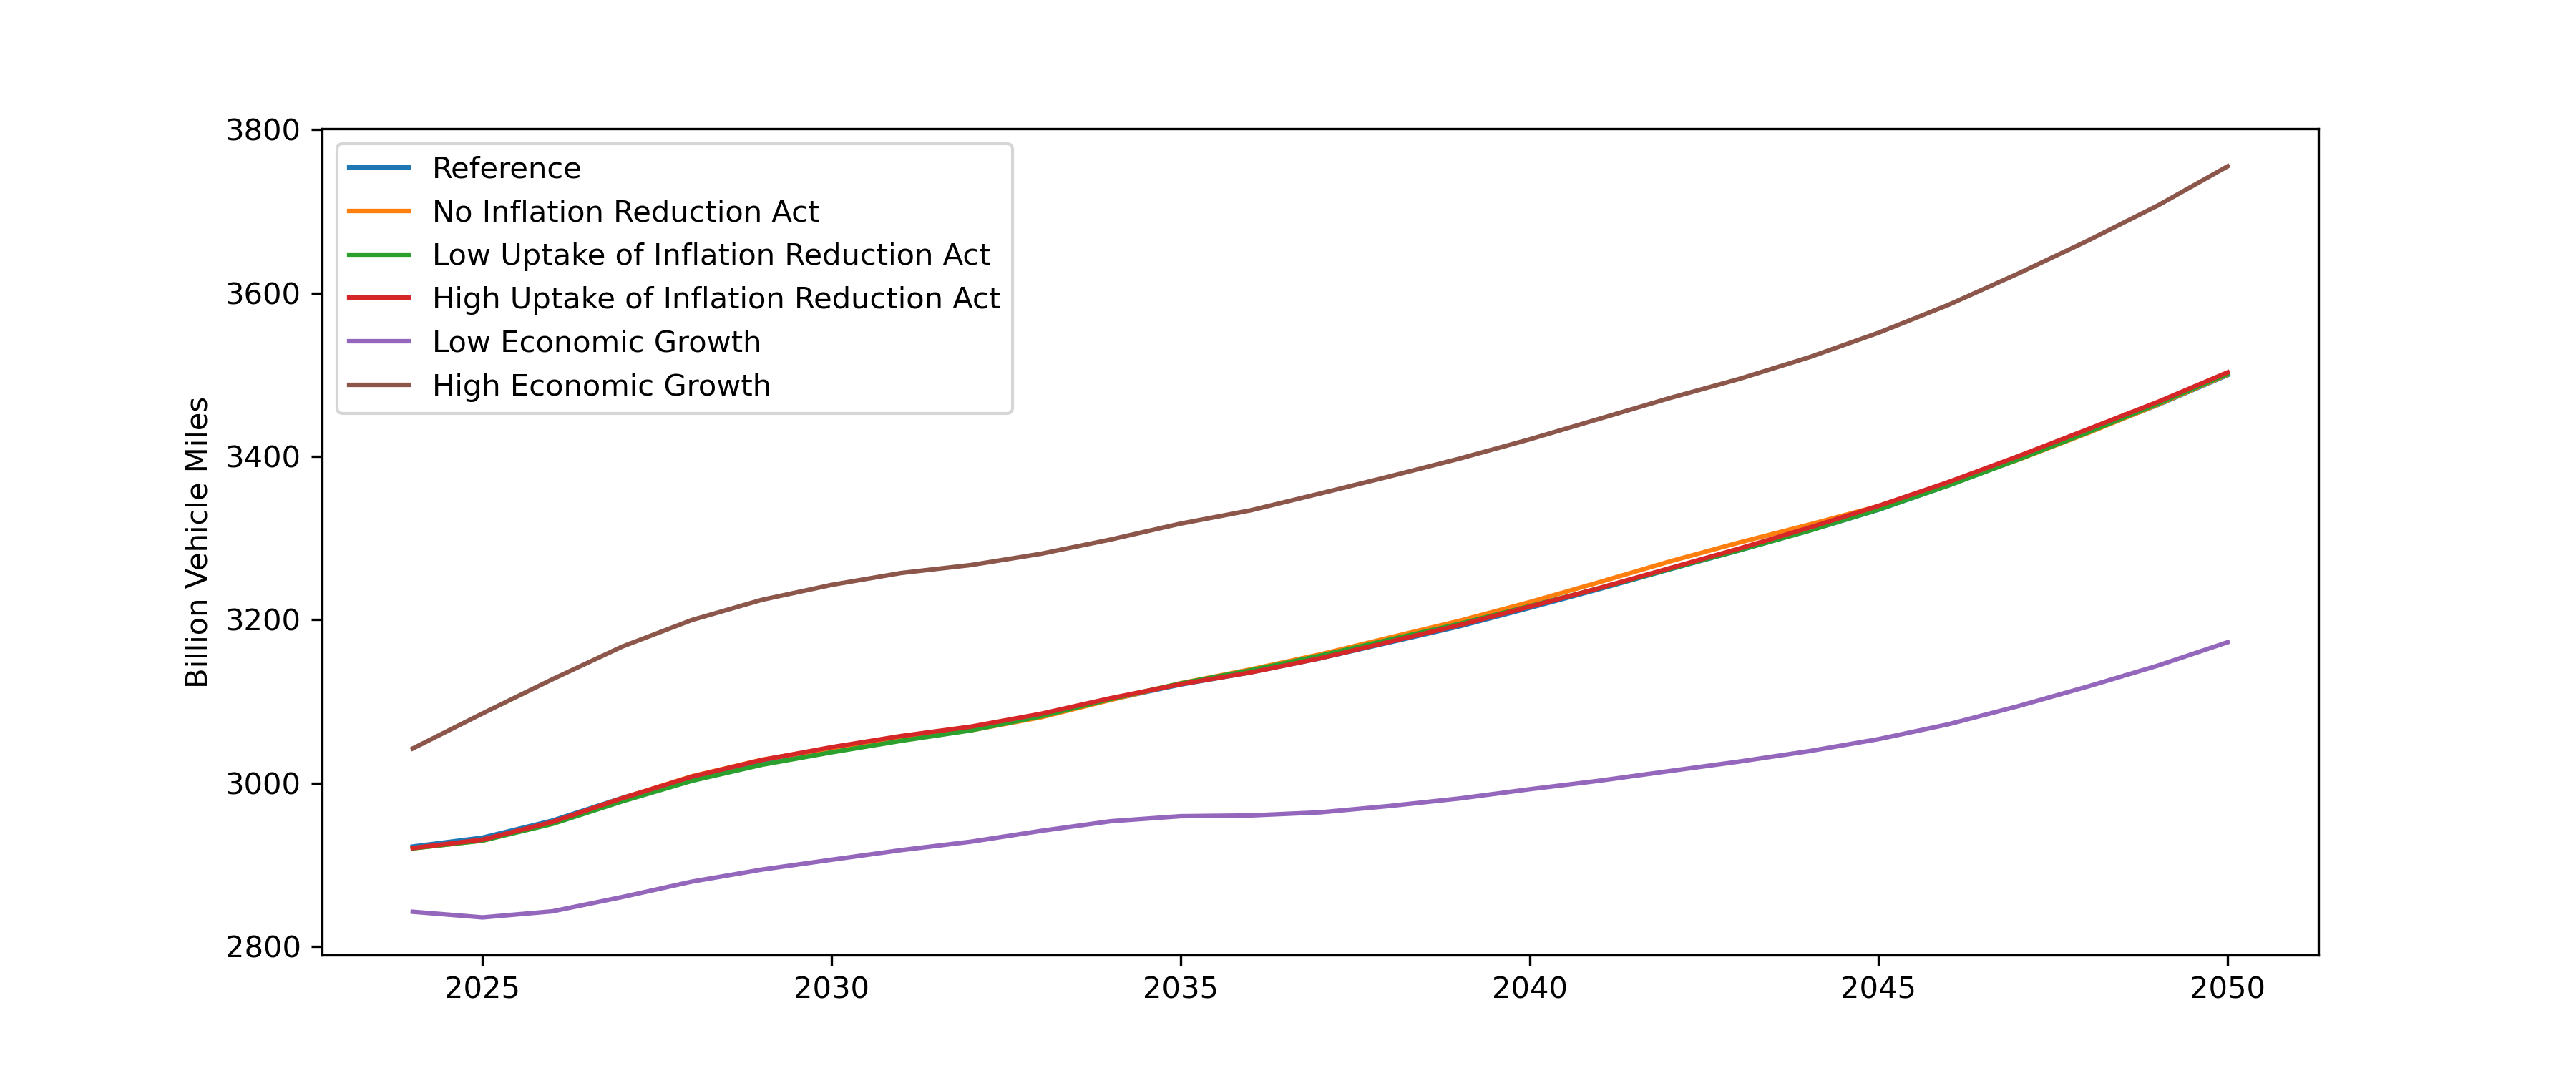 3800
3600
3400
3200
3000
2800
Billion Vehicle Miles
Reference
No Inflation Reduction Act
Low Uptake of Inflation Reduction Act
High Uptake of Inflation Reduction Act
Low Economic Growth
High Economic Growth
2025 2030 2035 2040 2045 2050